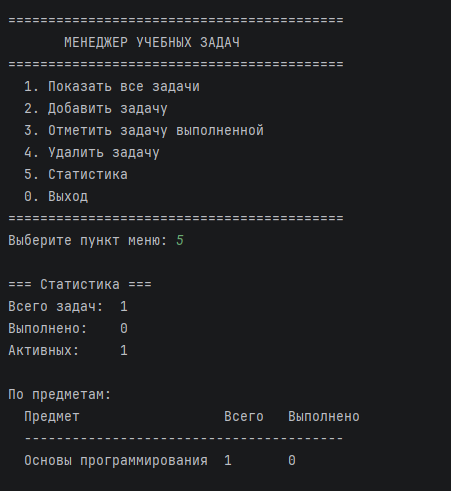 ==========================================
МЕНЕДЖЕР УЧЕБНЫХ ЗАДАЧ
==========================================
1. Показать все задачи
2. Добавить задачу
3. Отметить задачу выполненной
4. Удалить задачу
5. Статистика
0. Выход
==========================================
Выберите пункт меню: 5
=== Статистика ===
Всего задач:  1
Выполнено:    0
Активных:     1
По предметам:
Предмет                  Всего   Выполнено
----------------------------------------
Основы программирования  1       0